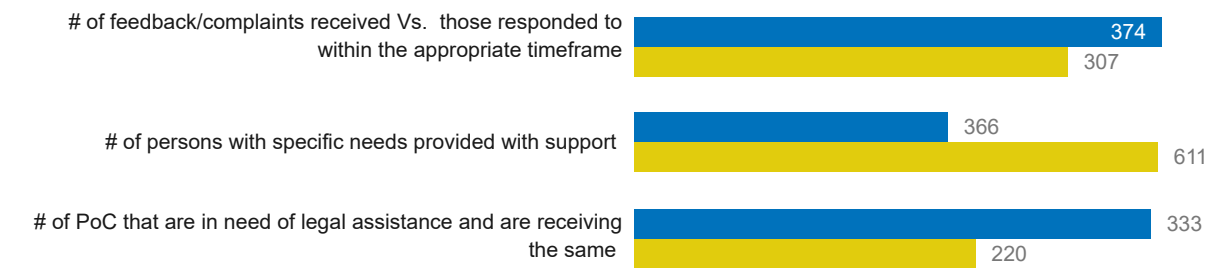 # of feedback/complaints received Vs. those responded to
within the appropriate timeframe
374
307
# of persons with specific needs provided with support
366
611
# of PoC that are in need of legal assistance and are receiving
the same
333
220